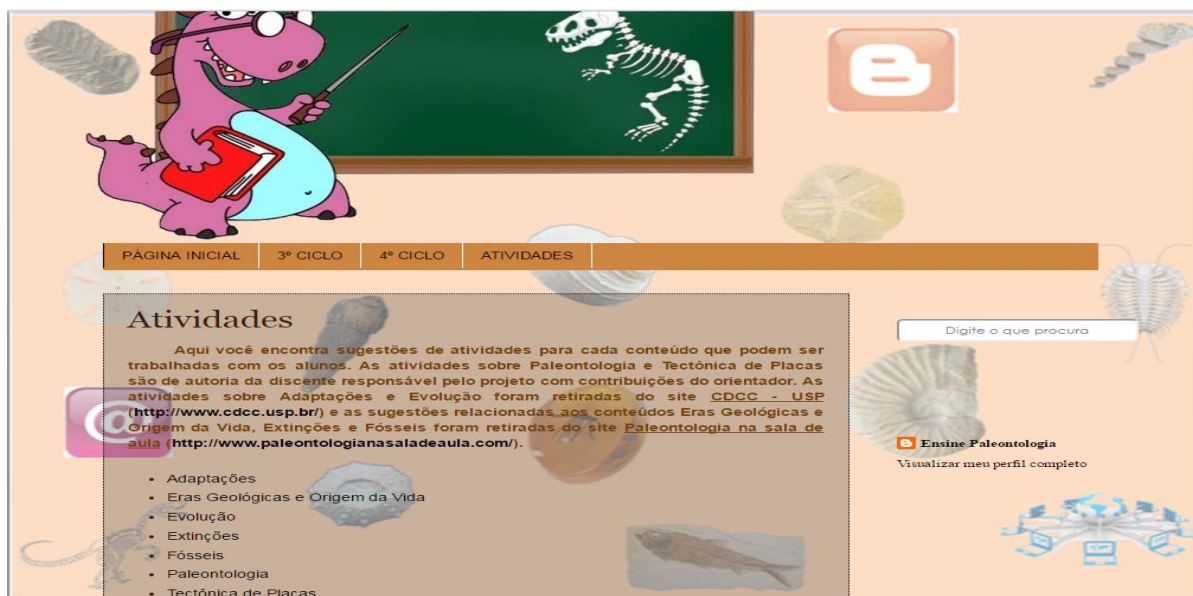 PÁGINA INICIAL
3º CICLO
4º CICLO
ATIVIDADES
Atividades
Aqui você encontra sugestões de atividades para cada conteúdo que podem ser
trabalhadas com os alunos. As atividades sobre Paleontologia e Tectônica de Placas
são de autoria da discente responsável pelo projeto com contribuições do orientador. As
atividades sobre Adaptações e Evolução foram retiradas do site CDCC - USP
(http://www.cdcc.usp.br/) e as sugestões relacionadas aos conteúdos Eras Geológicas e
Origem da Vida, Extinções e Fósseis foram retiradas do site Paleontologia na sala de
aula (http://www.paleontologianasaladeaula.com/).
Adaptações
Eras Geológicas e Origem da Vida
Evolução
Extinções
Fósseis
Paleontologia
Tectônica de Placas
Digite o que procura
Ensine Paleontologia
Visualizar meu perfil completo